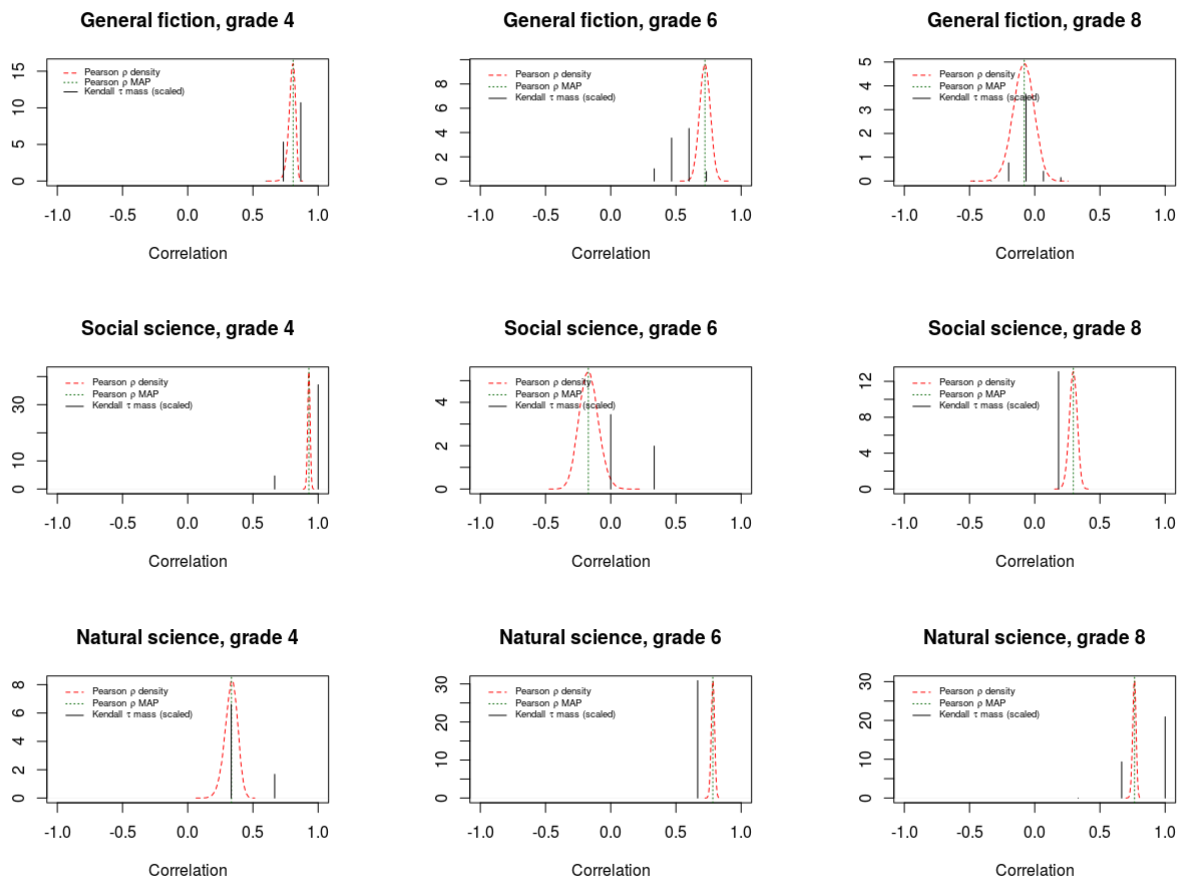 General fiction, grade 4
Pearson ρ density
Pearson ρ MAP
Kendall τ mass (scaled)
0 5 10 15
-1.0 -0.5 0.0 0.5 1.0
Correlation
General fiction, grade 6
Pearson ρ density
Pearson ρ MAP
Kendall τ mass (scaled)
0 2 4 6 8
-1.0 -0.5 0.0 0.5 1.0
Correlation
General fiction, grade 8
Pearson ρ density
Pearson ρ MAP
Kendall τ mass (scaled)
0 1 2 3 4 5
-1.0 -0.5 0.0 0.5 1.0
Correlation
Social science, grade 4
Pearson ρ density
Pearson ρ MAP
Kendall τ mass (scaled)
0 10 30
-1.0 -0.5 0.0 0.5 1.0
Correlation
Social science, grade 6
Pearson ρ density
Pearson ρ MAP
Kendall τ mass (scaled)
0 2 4
-1.0 -0.5 0.0 0.5 1.0
Correlation
Social science, grade 8
Pearson ρ density
Pearson ρ MAP
Kendall τ mass (scaled)
0 4 8 12
-1.0 -0.5 0.0 0.5 1.0
Correlation
Natural science, grade 4
Pearson ρ density
Pearson ρ MAP
Kendall τ mass (scaled)
0 2 4 6 8
-1.0 -0.5 0.0 0.5 1.0
Correlation
Natural science, grade 6
Pearson ρ density
Pearson ρ MAP
Kendall τ mass (scaled)
0 10 20 30
-1.0 -0.5 0.0 0.5 1.0
Correlation
Natural science, grade 8
Pearson ρ density
Pearson ρ MAP
Kendall τ mass (scaled)
0 10 20 30
-1.0 -0.5 0.0 0.5 1.0
Correlation